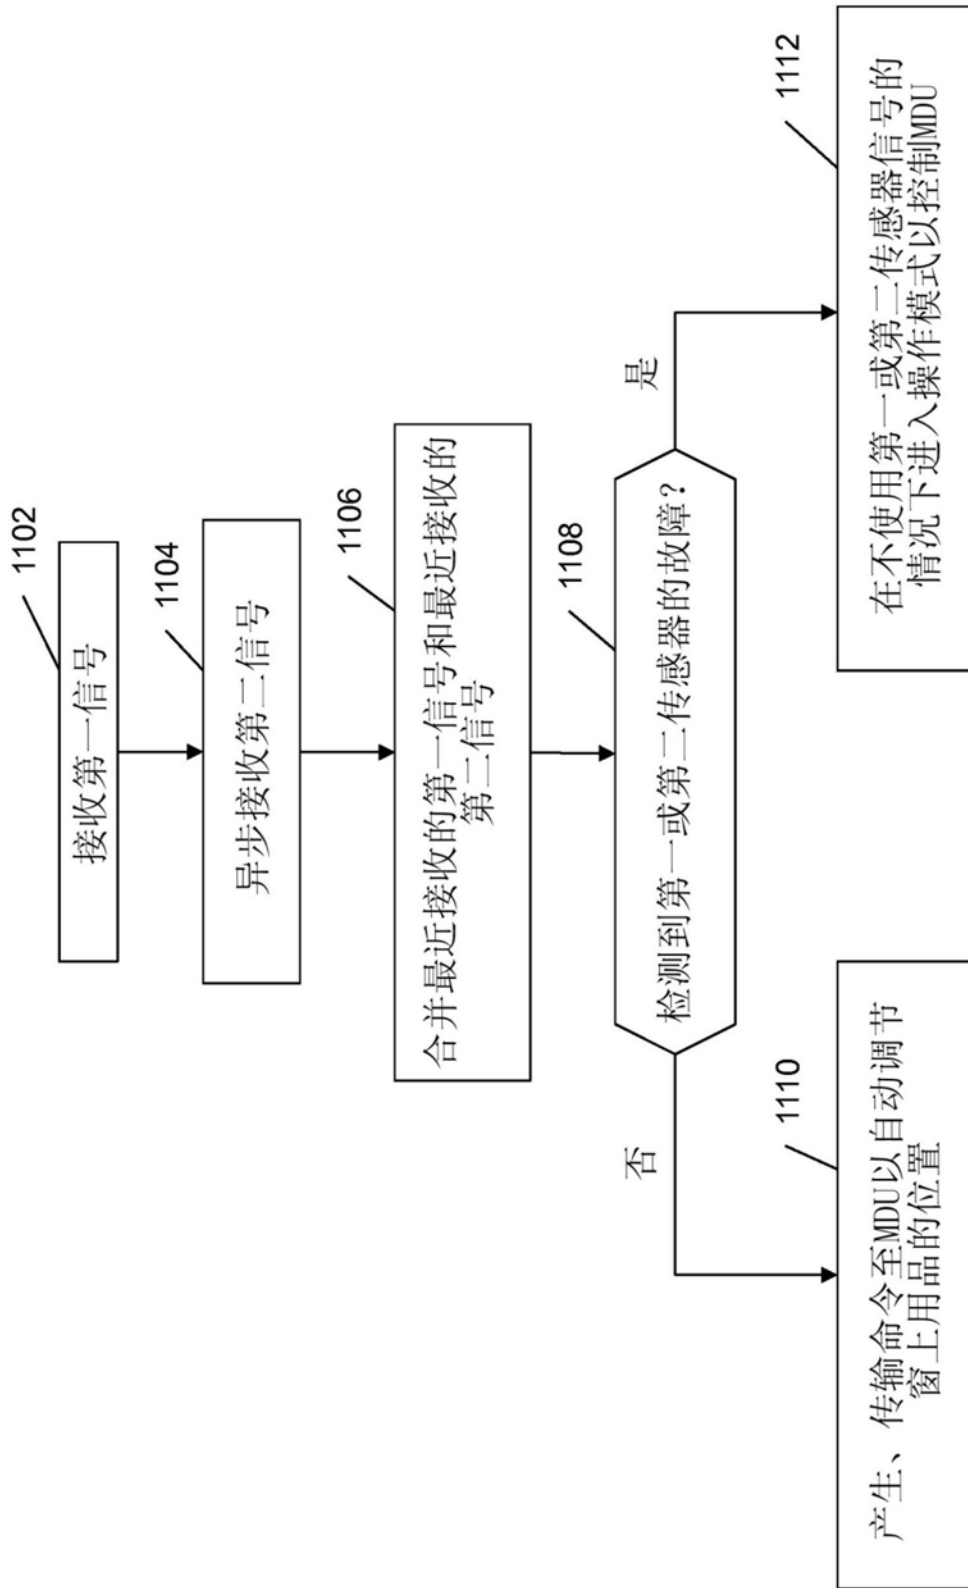 1102
接收第一信号
1104
异步接收第二信号
1106
合并最近接收的第一信号和最近接收的
第二信号
1108
检测到第一或第二传感器的故障?
否
是
1110
产生、传输命令至MDU以自动调节
窗上用品的位置
1112
在不使用第一或第二传感器信号的
情况下进入操作模式以控制MDU